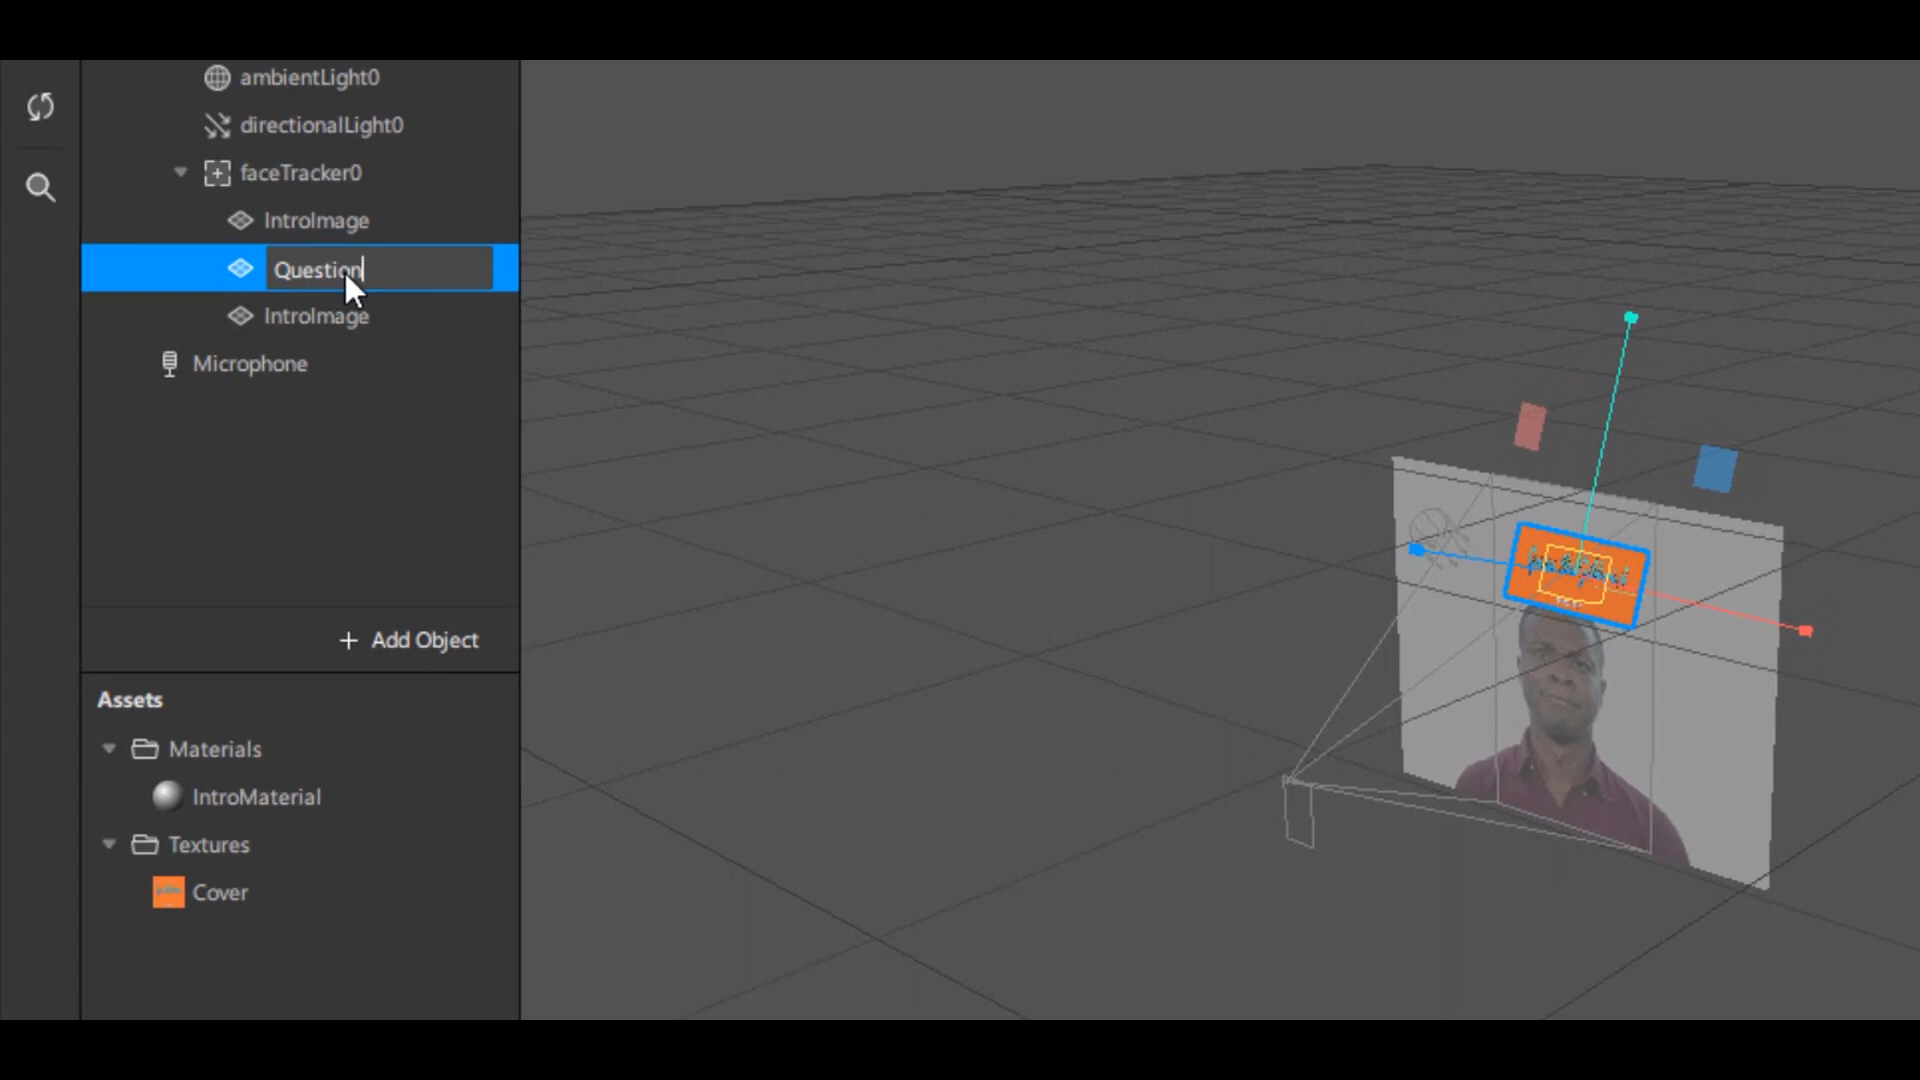 ambientLight0
directionalLight0
faceTracker0
IntroImage
Question
IntroImage
Microphone
+ Add Object
Assets
Materials
IntroMaterial
Textures
Cover